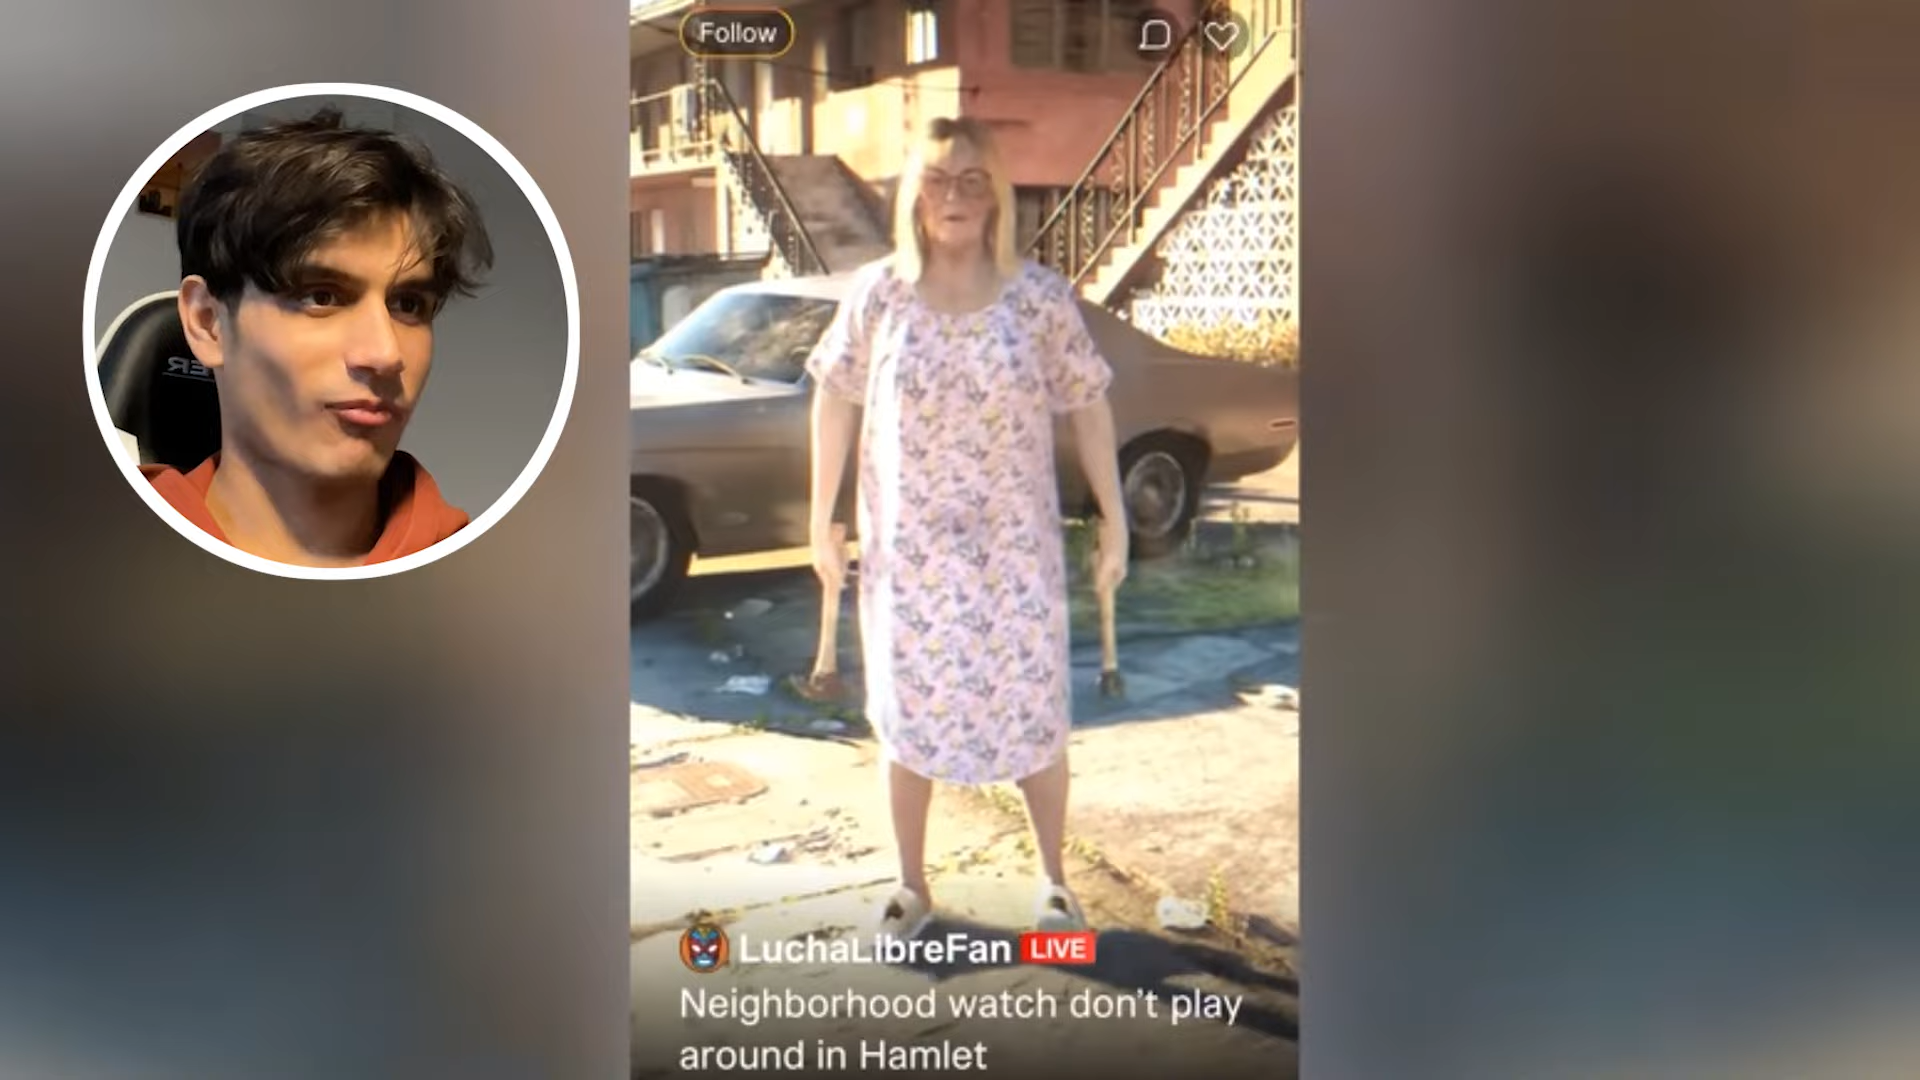 Follow
LuchaLibreFan LIVE
Neighborhood watch don't play
around in Hamlet